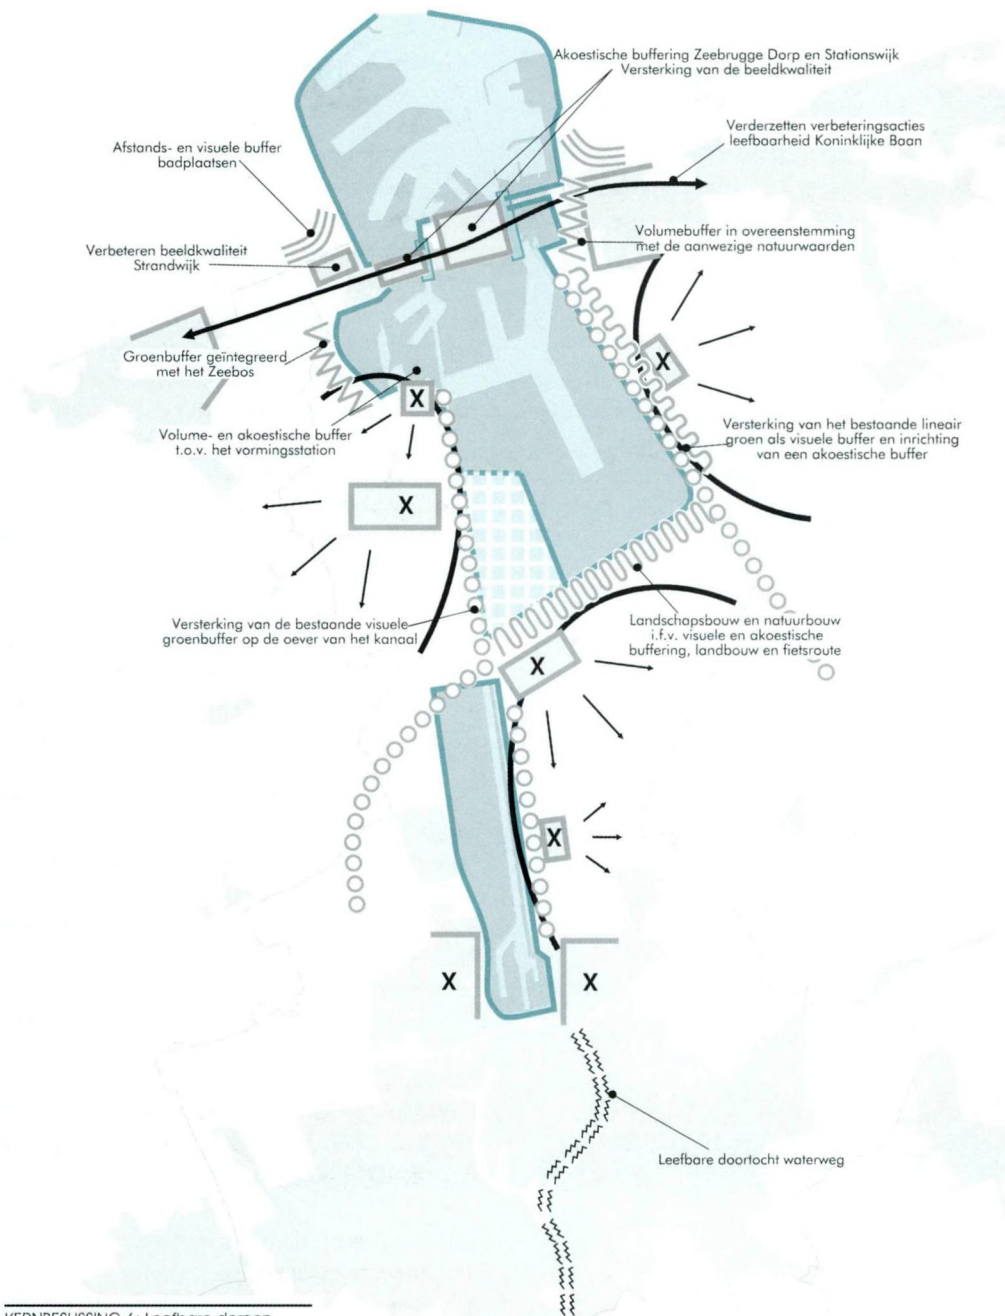 Akoestische buffering Zeebrugge Dorp en Stationswijk
Versterking van de beeldkwaliteit
Verderzetten verbeteringsacties
leefbaarheid Koninklijke Baan
Afstands- en visuele buffer
badplaatsen
Verbeteren beeldkwaliteit
Strandwijk
Volumebuffer in overeenstemming
met de aanwezige natuurwaarden
Groenbuffer geïntegreerd
met het Zeebos
X
X
Volume- en akoestische buffer
t.o.v. het vormingsstation
Versterking van het bestaande lineair
groen als visuele buffer en inrichting
van een akoestische buffer
X
Versterking van de bestaande visuele
groenbuffer op de oever van het kanaal
Landschapsbouw en natuurbouw
i.f.v. visuele en akoestische
buffering, landbouw en fietsroute
X
X
X
X
Leefbare doortocht waterweg